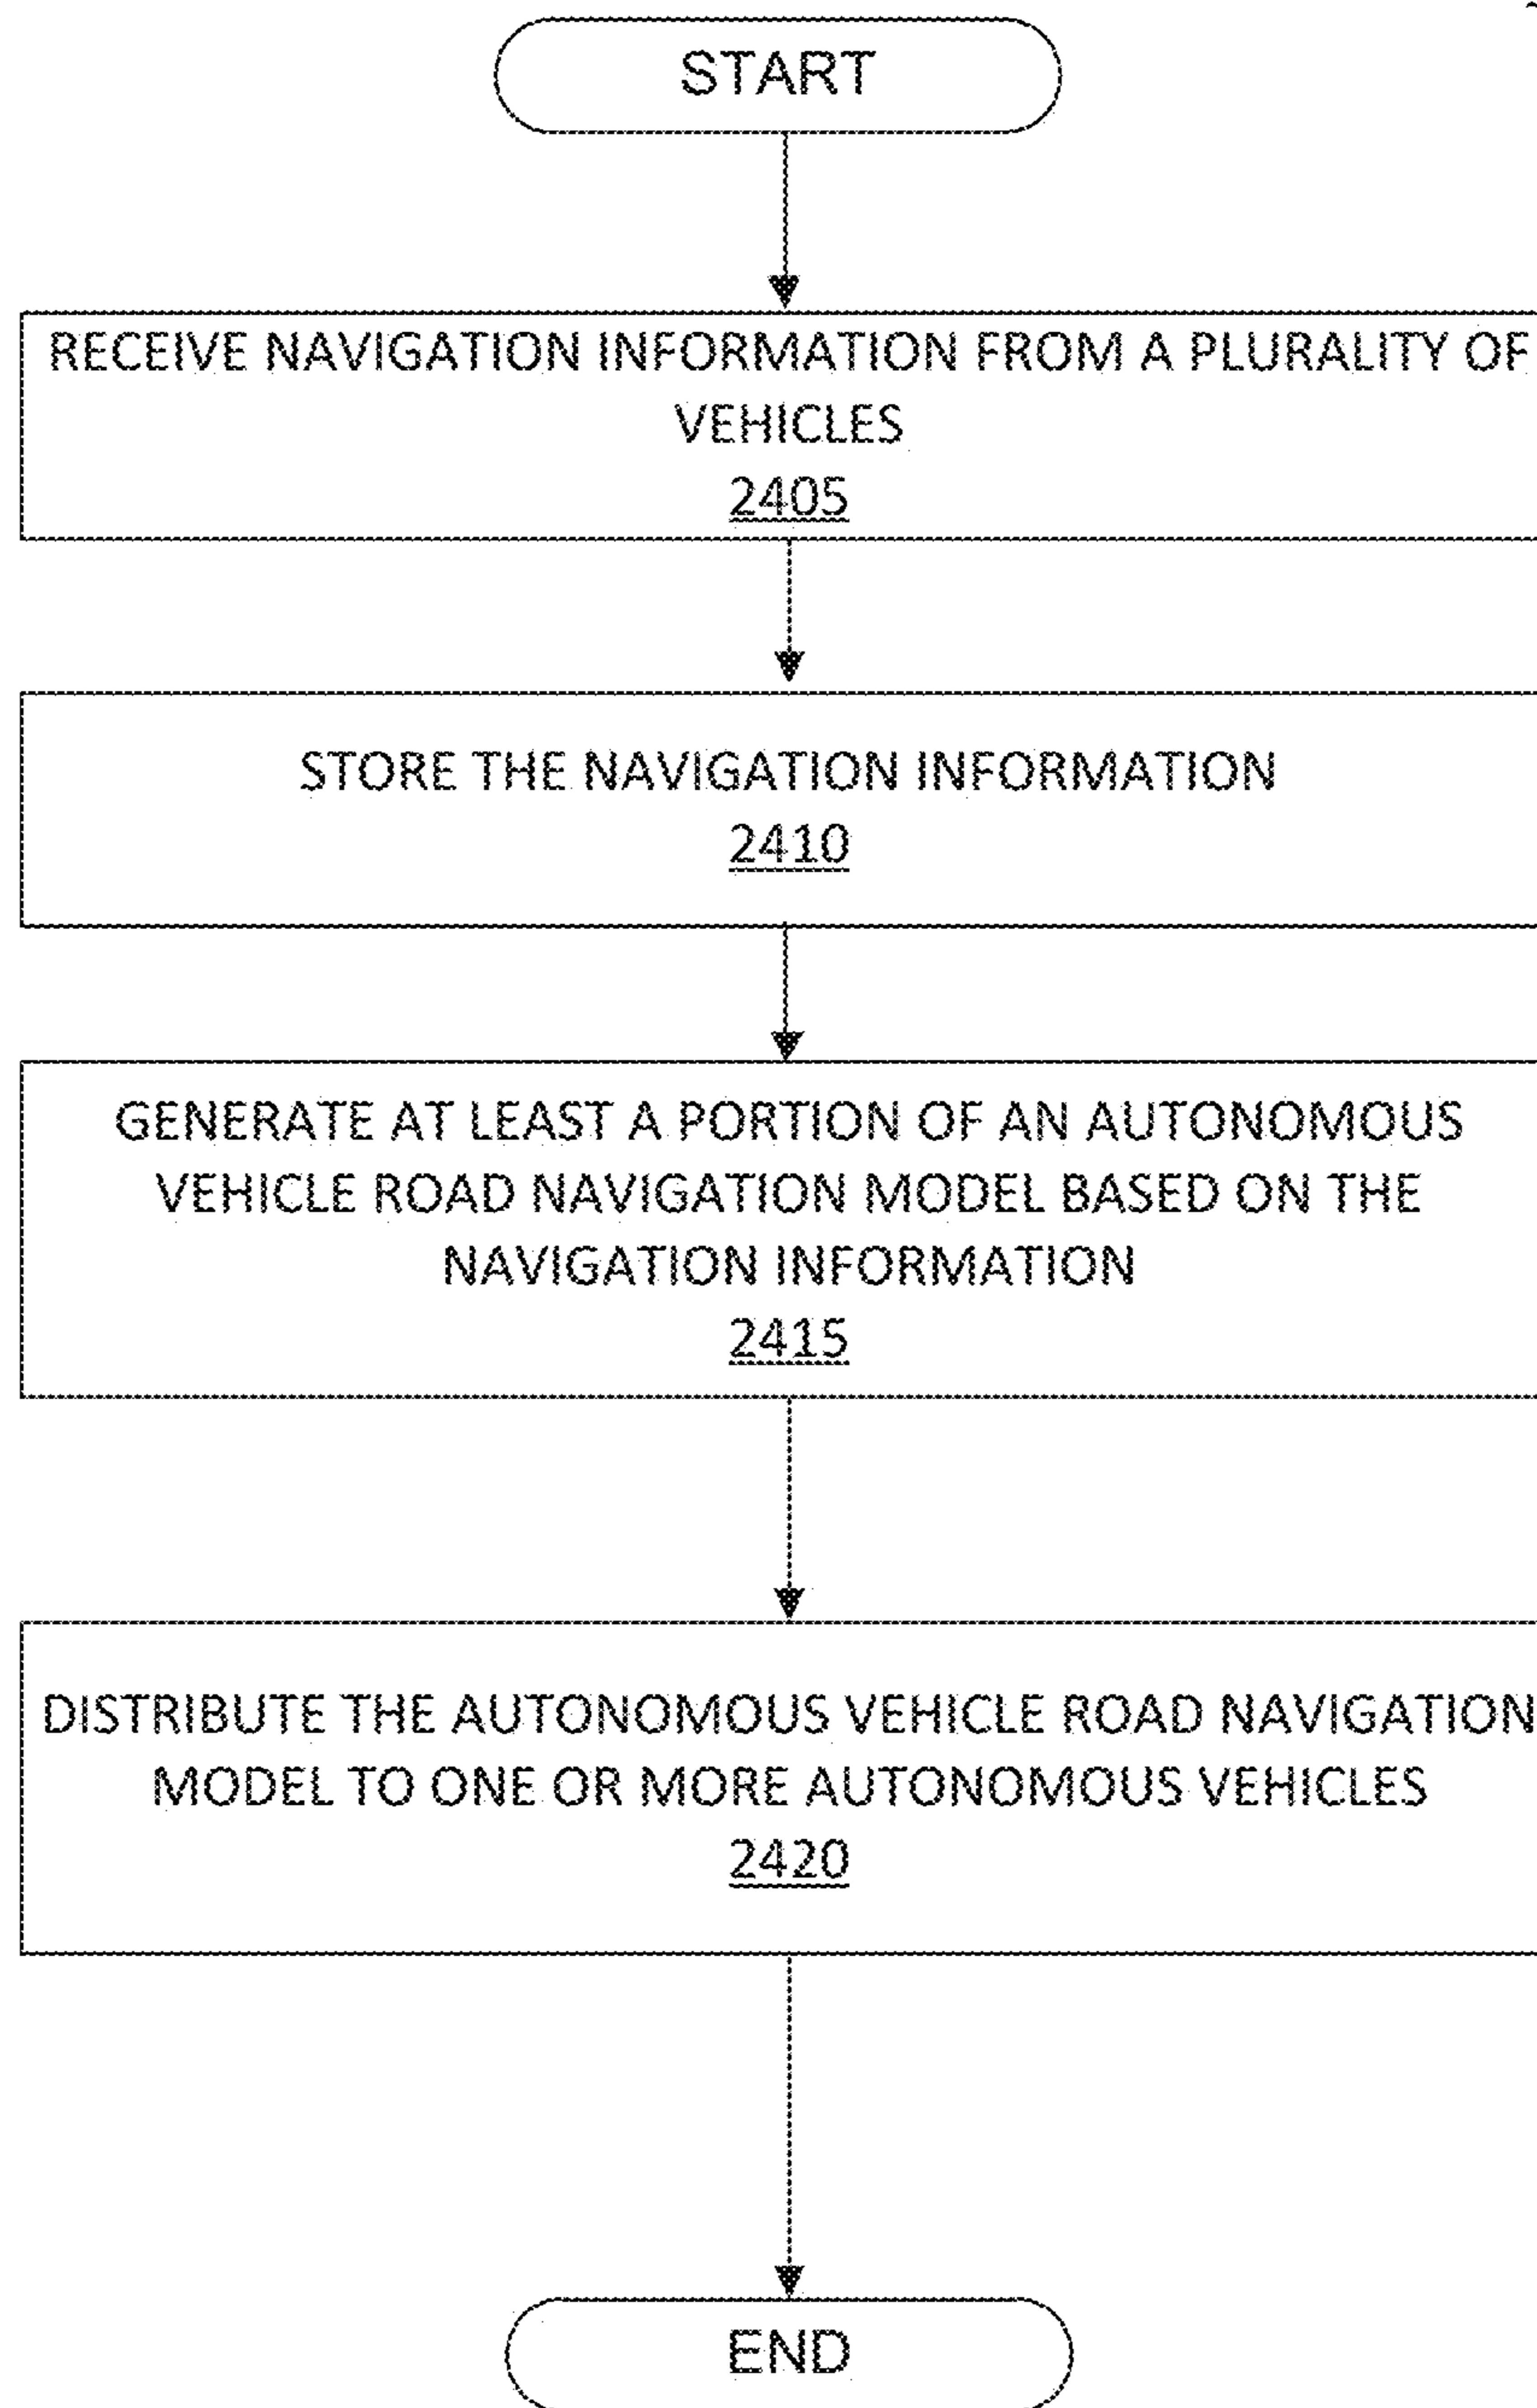 START
RECEIVE NAVIGATION INFORMATION FROM A PLURALITY OF
VEHICLES
2405
STORE THE NAVIGATION INFORMATION
2410
GENERATE AT LEAST A PORTION OF AN AUTONOMOUS
VEHICLE ROAD NAVIGATION MODEL BASED ON THE
NAVIGATION INFORMATION
2415
DISTRIBUTE THE AUTONOMOUS VEHICLE ROAD NAVIGATION
MODEL TO ONE OR MORE AUTONOMOUS VEHICLES
2420
END